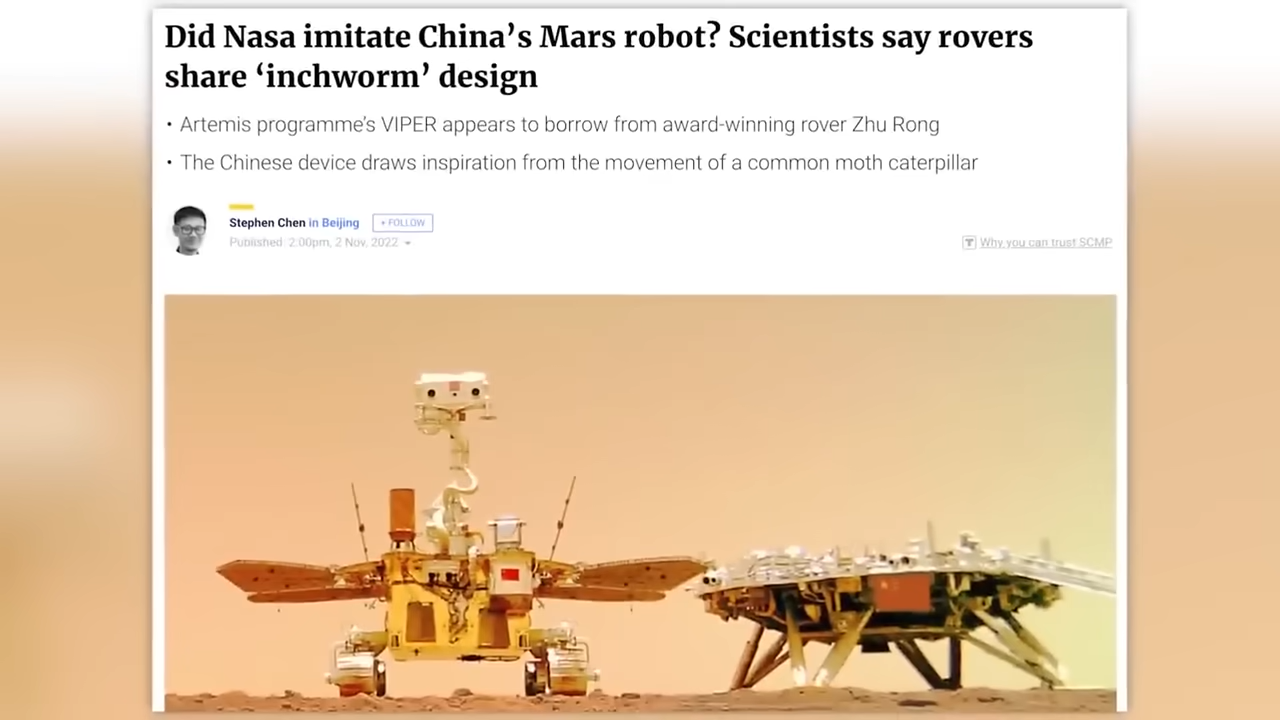 Did Nasa imitate China’s Mars robot? Scientists say rovers
share ‘inchworm’ design
• Artemis programme’s VIPER appears to borrow from award-winning rover Zhu Rong
• The Chinese device draws inspiration from the movement of a common moth caterpillar
Stephen Chen in Beijing + FOLLOW
Published: 2:00pm, 2 Nov, 2022
Why you can trust SCMP